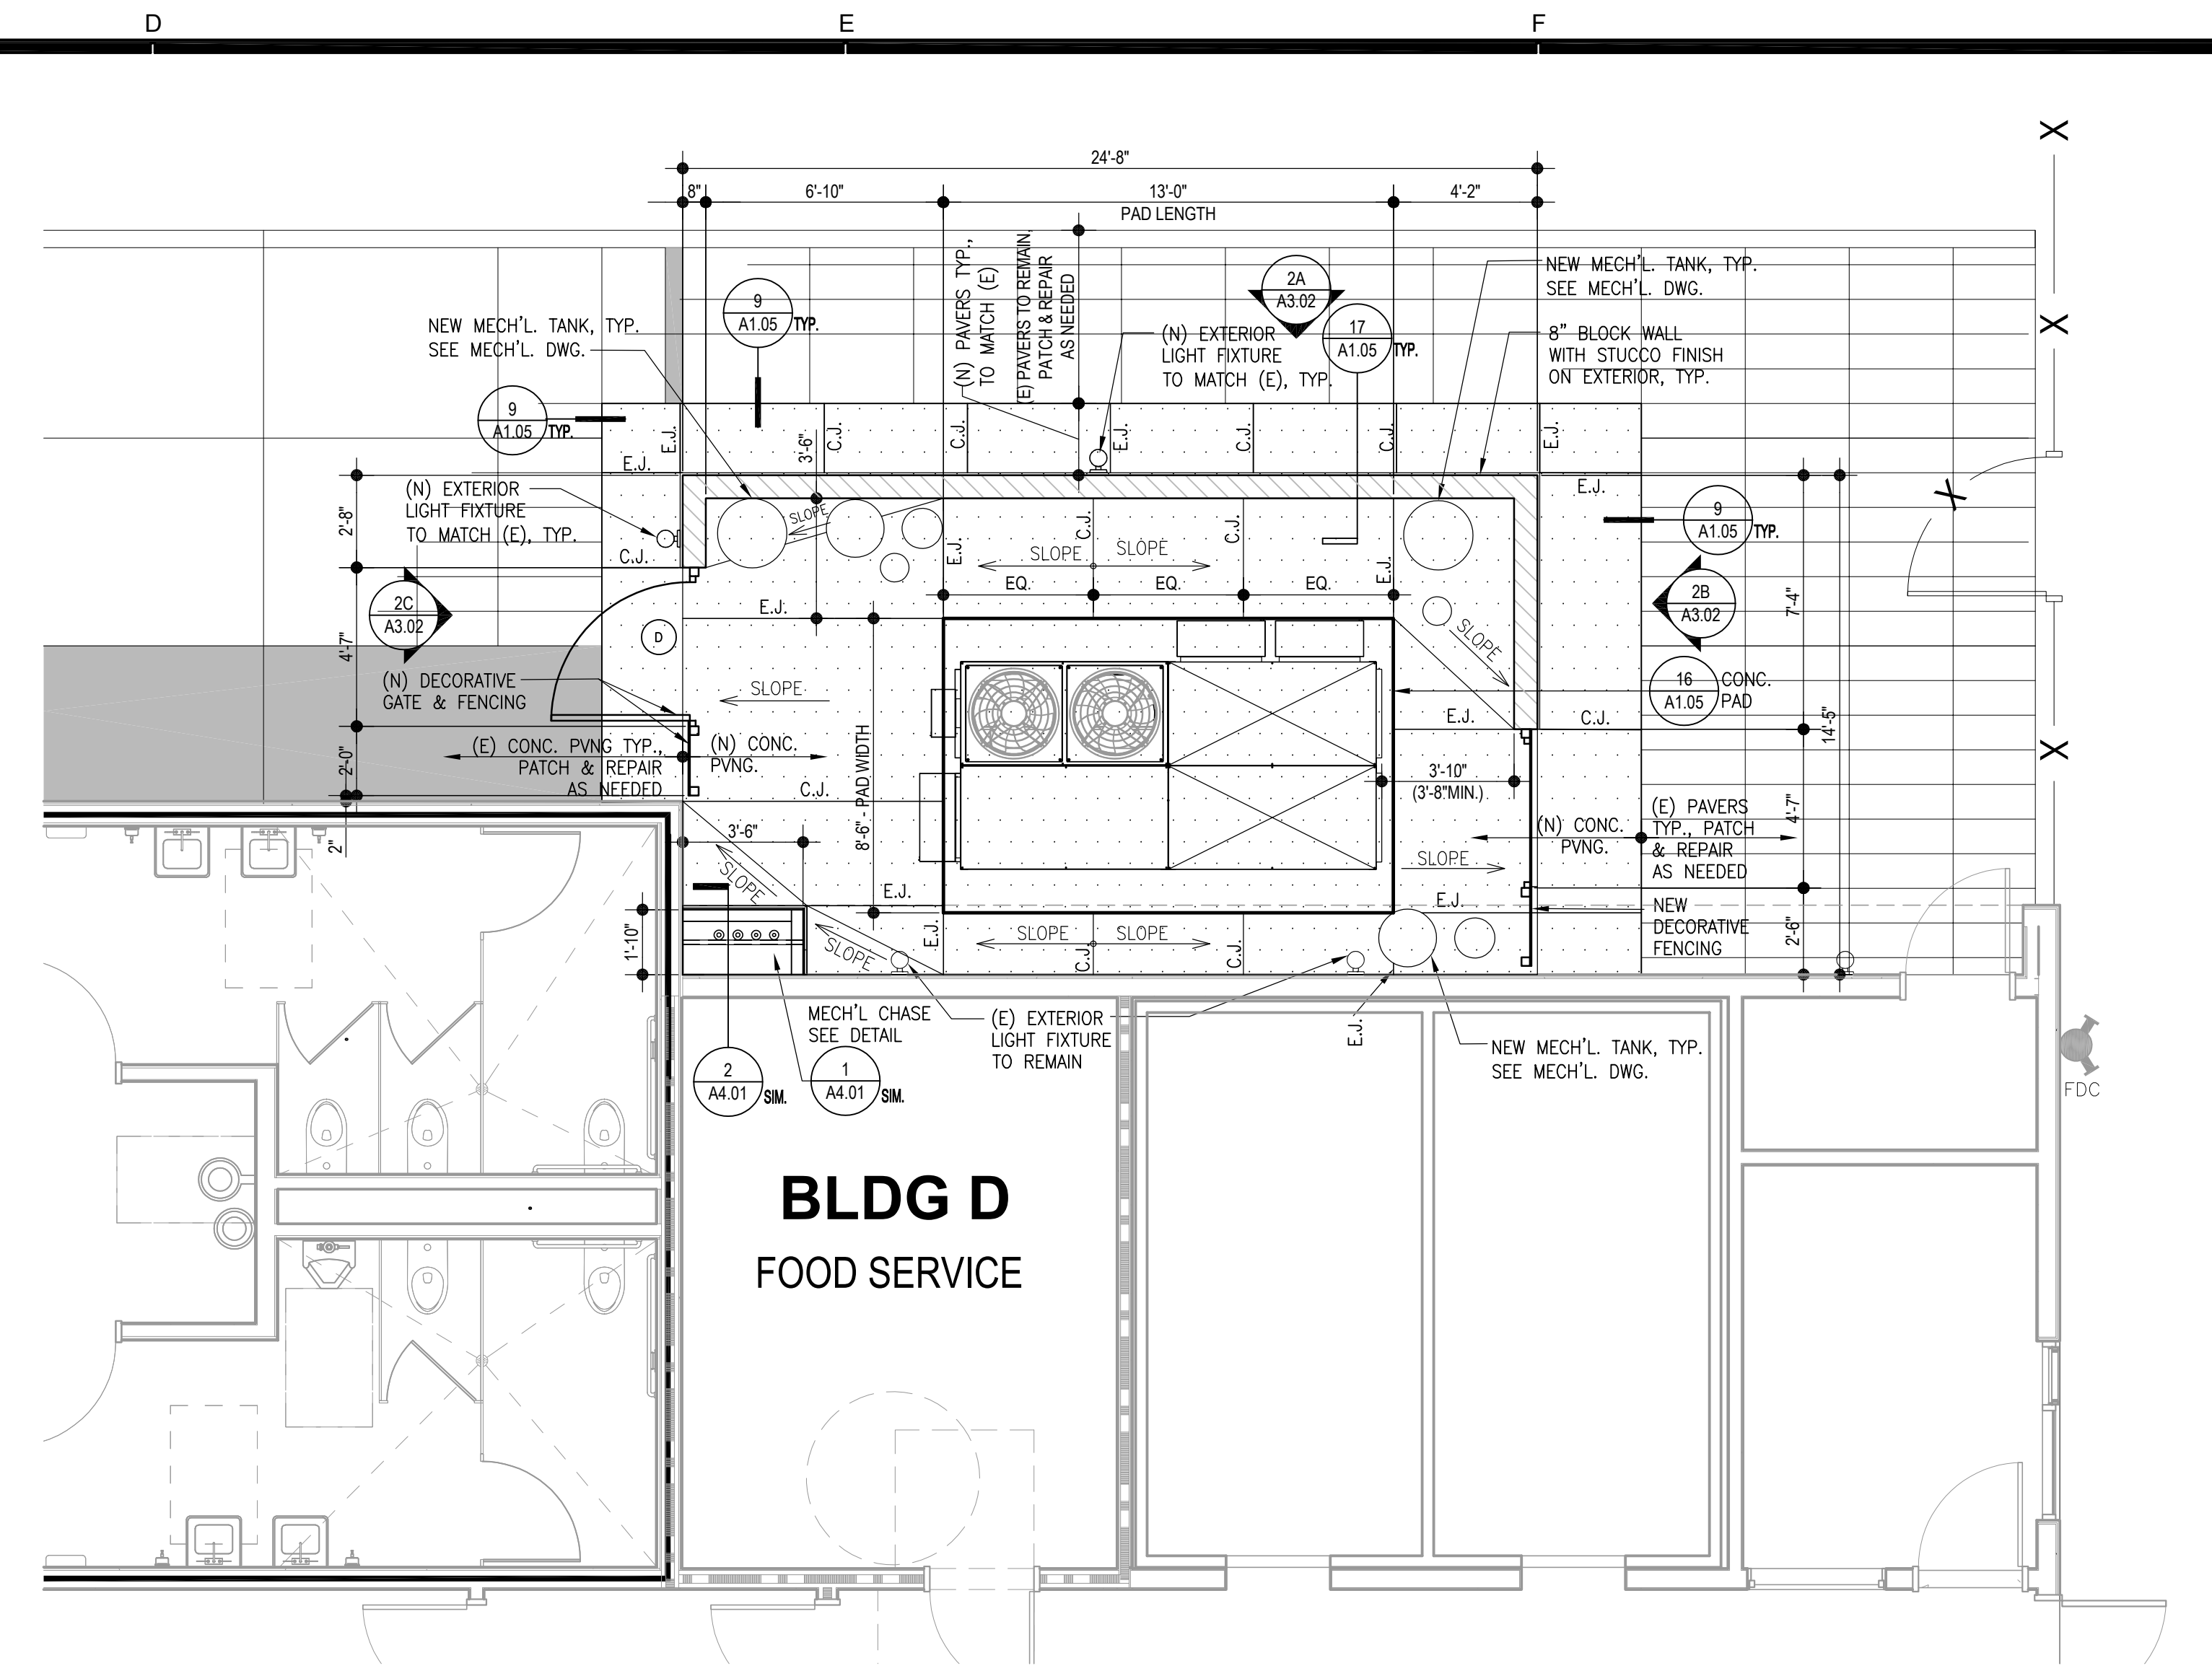 D
E
F
24'-8"
8"
6'-10"
13'-0"
PAD LENGTH
4'-2"
X
X
X
X
(N) PAVERS TYP.,
TO MATCH (E)
(E) PAVERS TO REMAIN,
PATCH & REPAIR
AS NEEDED
NEW MECH'L. TANK, TYP.
SEE MECH'L. DWG.
9
A1.05
TYP.
2A
A3.02
17
A1.05
TYP.
(N) EXTERIOR
LIGHT FIXTURE
TO MATCH (E), TYP.
NEW MECH'L. TANK, TYP.
SEE MECH'L. DWG.
8" BLOCK WALL
WITH STUCCO FINISH
ON EXTERIOR, TYP.
9
A1.05
TYP.
E.J.
E.J.
3'-6"
C.J.
C.J.
E.J.
C.J.
C.J.
E.J.
E.J.
(N) EXTERIOR
LIGHT FIXTURE
TO MATCH (E), TYP.
2'-8"
C.J.
SLOPE
E.J.
C.J.
C.J.
E.J.
SLOPE
SLOPE
EQ.
EQ.
EQ.
9
A1.05
TYP.
2C
A3.02
4'-7"
D
E.J.
SLOPE
2B
A3.02
7'-4"
(N) DECORATIVE
GATE & FENCING
SLOPE
16
A1.05
CONC.
PAD
E.J.
C.J.
14'-5"
(E) CONC. PVNG TYP.,
PATCH & REPAIR
AS NEEDED
(N) CONC.
PVNG.
2'-0"
C.J.
8'-6" - PAD WIDTH
3'-10"
(3'-8"MIN.)
2"
3'-6"
(N) CONC.
PVNG.
(E) PAVERS
TYP., PATCH
& REPAIR
AS NEEDED
4'-7"
SLOPE
SLOPE
E.J.
E.J.
NEW
DECORATIVE
FENCING
2'-6"
1'-10"
SLOPE
E.J.
SLOPE
SLOPE
C.J.
C.J.
MECH'L CHASE
SEE DETAIL
(E) EXTERIOR
LIGHT FIXTURE
TO REMAIN
E.J.
NEW MECH'L. TANK, TYP.
SEE MECH'L. DWG.
2
A4.01
SIM.
1
A4.01
SIM.
FDC
BLDG D
FOOD SERVICE